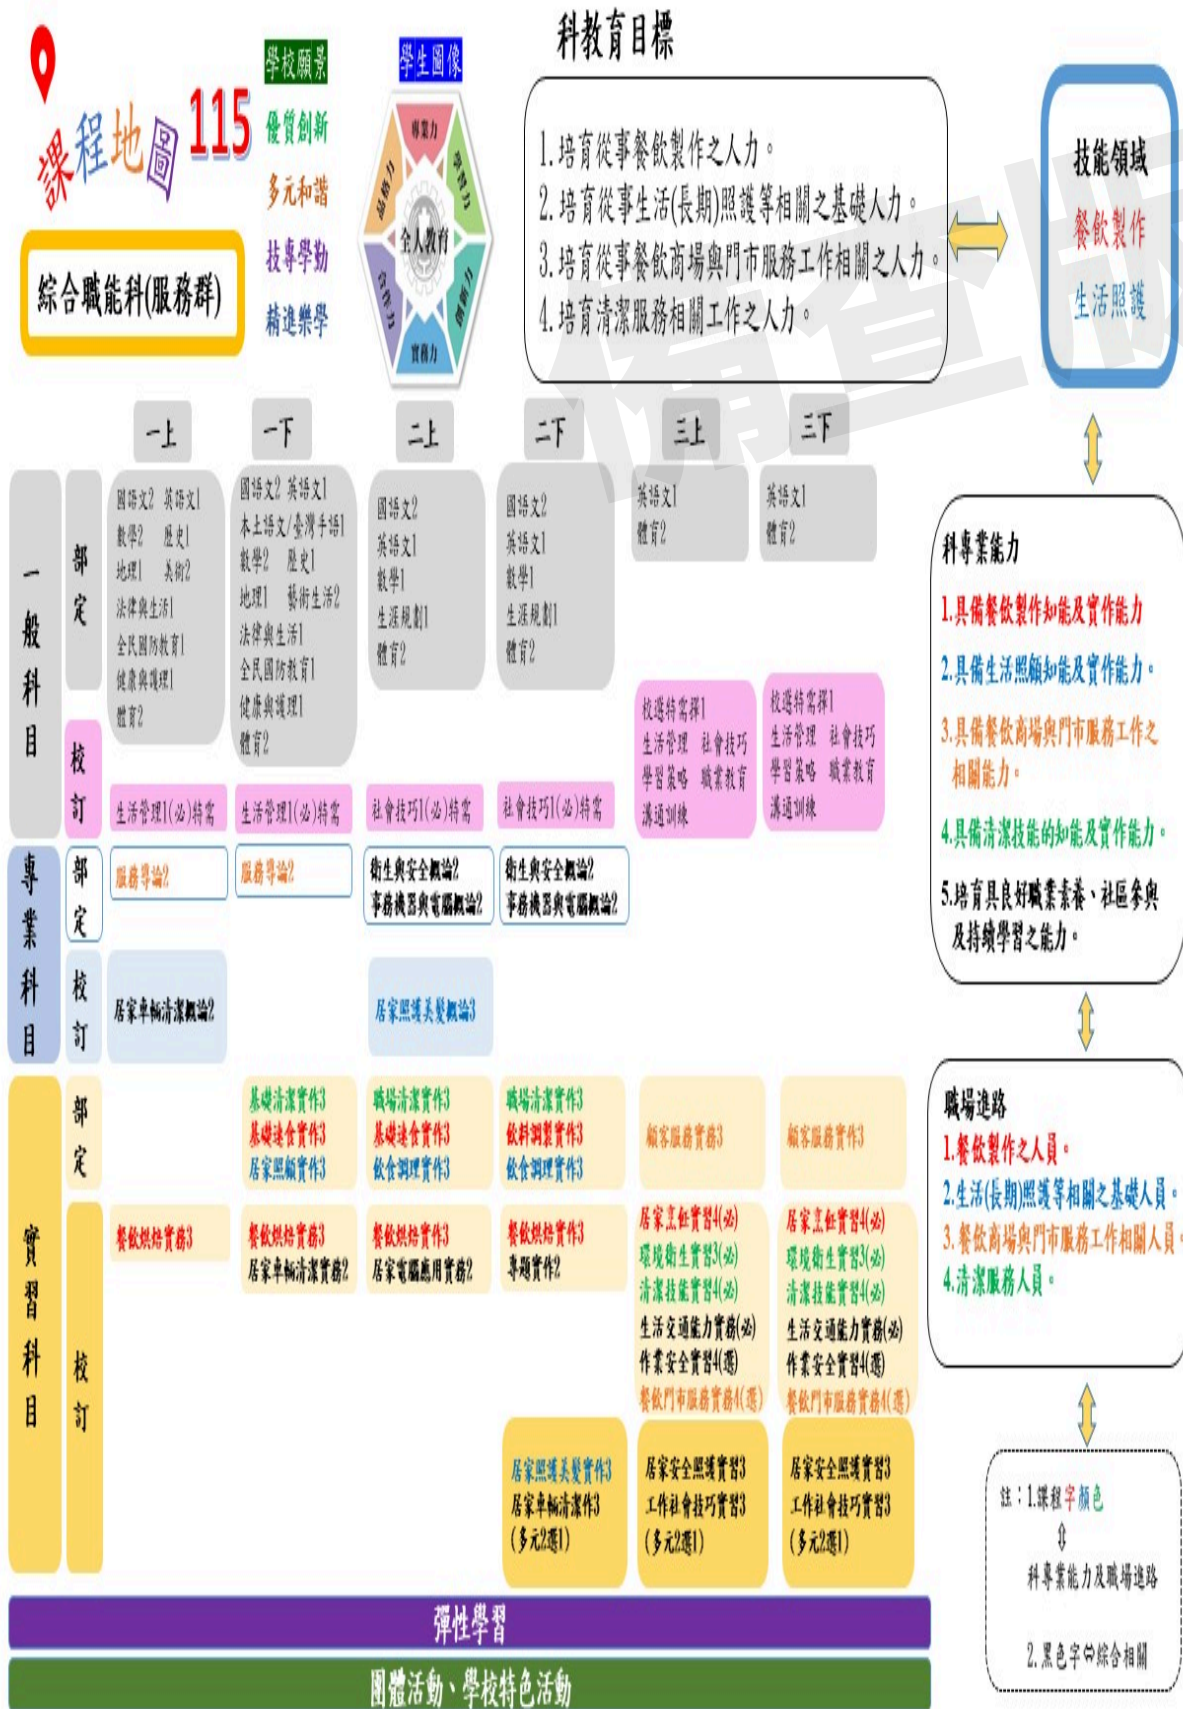 課程地圖 115
綜合職能科(服務群)
學校願景
優質創新
多元和諧
技專學勤
精進樂學
學生圖像
專業力
學習力
創新力
實務力
合作力
品格力
全人教育
科教育目標
1.培育從事餐飲製作之人力。
2.培育從事生活(長期)照護等相關之基礎人力。
3.培育從事餐飲商場與門市服務工作相關之人力。
4.培育清潔服務相關工作之人力。
技能領域
餐飲製作
生活照護
備查版
一上
一下
二上
二下
三上
三下
一般科目
部定
國語文2 英語文1
數學2 歷史1
地理1 美術2
法律與生活1
全民國防教育1
健康與護理1
體育2
國語文2 英語文1
本土語文/臺灣手語1
數學2 歷史1
地理1 藝術生活2
法律與生活1
全民國防教育1
健康與護理1
體育2
國語文2
英語文1
數學1
生涯規劃1
體育2
國語文2
英語文1
數學1
生涯規劃1
體育2
英語文1
體育2
英語文1
體育2
校訂
生活管理1(必)特需
生活管理1(必)特需
社會技巧1(必)特需
社會技巧1(必)特需
校選特需擇1
生活管理 社會技巧
學習策略 職業教育
溝通訓練
校選特需擇1
生活管理 社會技巧
學習策略 職業教育
溝通訓練
專業科目
部定
服務導論2
服務導論2
衛生與安全概論2
事務機器與電腦概論2
衛生與安全概論2
事務機器與電腦概論2
校訂
居家車輛清潔概論2
居家照護美髮概論3
實習科目
部定
基礎清潔實作3
基礎速食實作3
居家照顧實作3
職場清潔實作3
基礎速食實作3
飲食調理實作3
職場清潔實作3
飲料調製實作3
飲食調理實作3
顧客服務實務3
顧客服務實作3
校訂
餐飲烘焙實務3
餐飲烘焙實務3
居家車輛清潔實務2
餐飲烘焙實作3
居家電腦應用實務2
餐飲烘焙實作3
專題實作2
居家烹飪實習4(必)
環境衛生實習3(必)
清潔技能實習4(必)
生活交通能力實務(必)
作業安全實習4(選)
餐飲門市服務實務4(選)
居家烹飪實習4(必)
環境衛生實習3(必)
清潔技能實習4(必)
生活交通能力實務(必)
作業安全實習4(選)
餐飲門市服務實務4(選)
居家照護美髮實作3
居家車輛清潔作3
(多元2選1)
居家安全照護實習3
工作社會技巧實習3
(多元2選1)
居家安全照護實習3
工作社會技巧實習3
(多元2選1)
彈性學習
團體活動、學校特色活動
科專業能力
1.具備餐飲製作知能及實作能力
2.具備生活照顧知能及實作能力。
3.具備餐飲商場與門市服務工作之
相關能力。
4.具備清潔技能的知能及實作能力。
5.培育具良好職業素養、社區參與
及持續學習之能力。
職場進路
1.餐飲製作之人員。
2.生活(長期)照護等相關之基礎人員。
3.餐飲商場與門市服務工作相關人員。
4.清潔服務人員。
註：1.課程字顏色
⇕
科專業能力及職場進路
2.黑色字⇔綜合相關